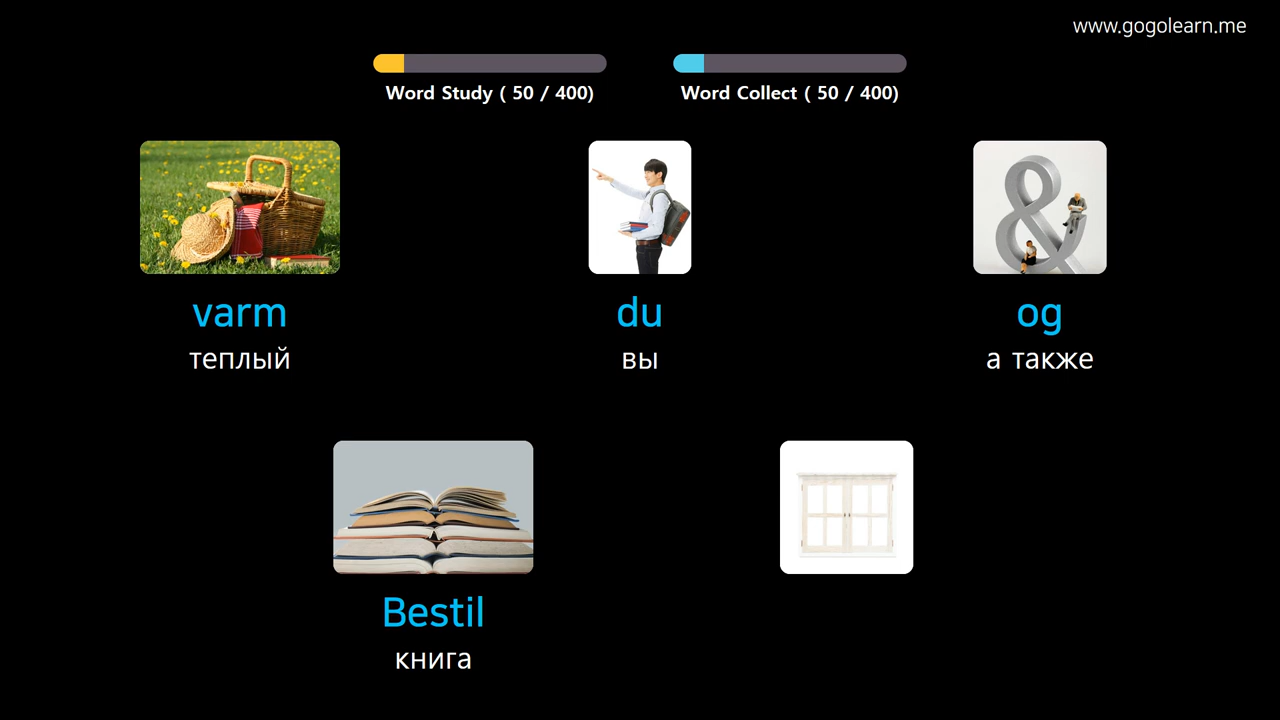 www.gogolearn.me
Word Study ( 50 / 400)
Word Collect ( 50 / 400)
varm
теплый
du
вы
og
а также
Bestil
книга